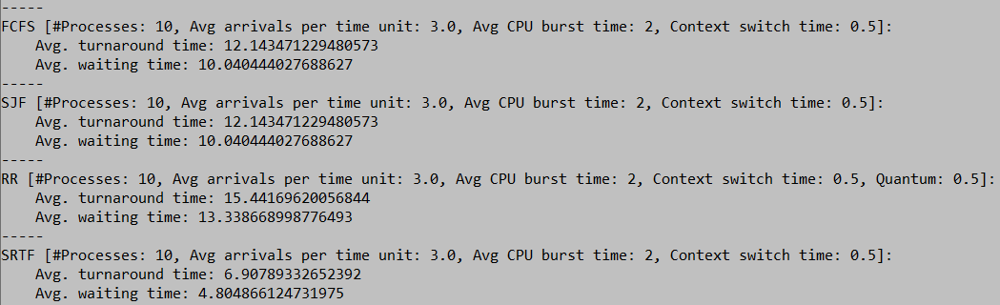 -----
FCFS [#Processes: 10, Avg arrivals per time unit: 3.0, Avg CPU burst time: 2, Context switch time: 0.5]:
    Avg. turnaround time: 12.143471229480573
    Avg. waiting time: 10.040444027688627
-----
SJF [#Processes: 10, Avg arrivals per time unit: 3.0, Avg CPU burst time: 2, Context switch time: 0.5]:
    Avg. turnaround time: 12.143471229480573
    Avg. waiting time: 10.040444027688627
-----
RR [#Processes: 10, Avg arrivals per time unit: 3.0, Avg CPU burst time: 2, Context switch time: 0.5, Quantum: 0.5]:
    Avg. turnaround time: 15.44169620056844
    Avg. waiting time: 13.338668998776493
-----
SRTF [#Processes: 10, Avg arrivals per time unit: 3.0, Avg CPU burst time: 2, Context switch time: 0.5]:
    Avg. turnaround time: 6.90789332652392
    Avg. waiting time: 4.804866124731975